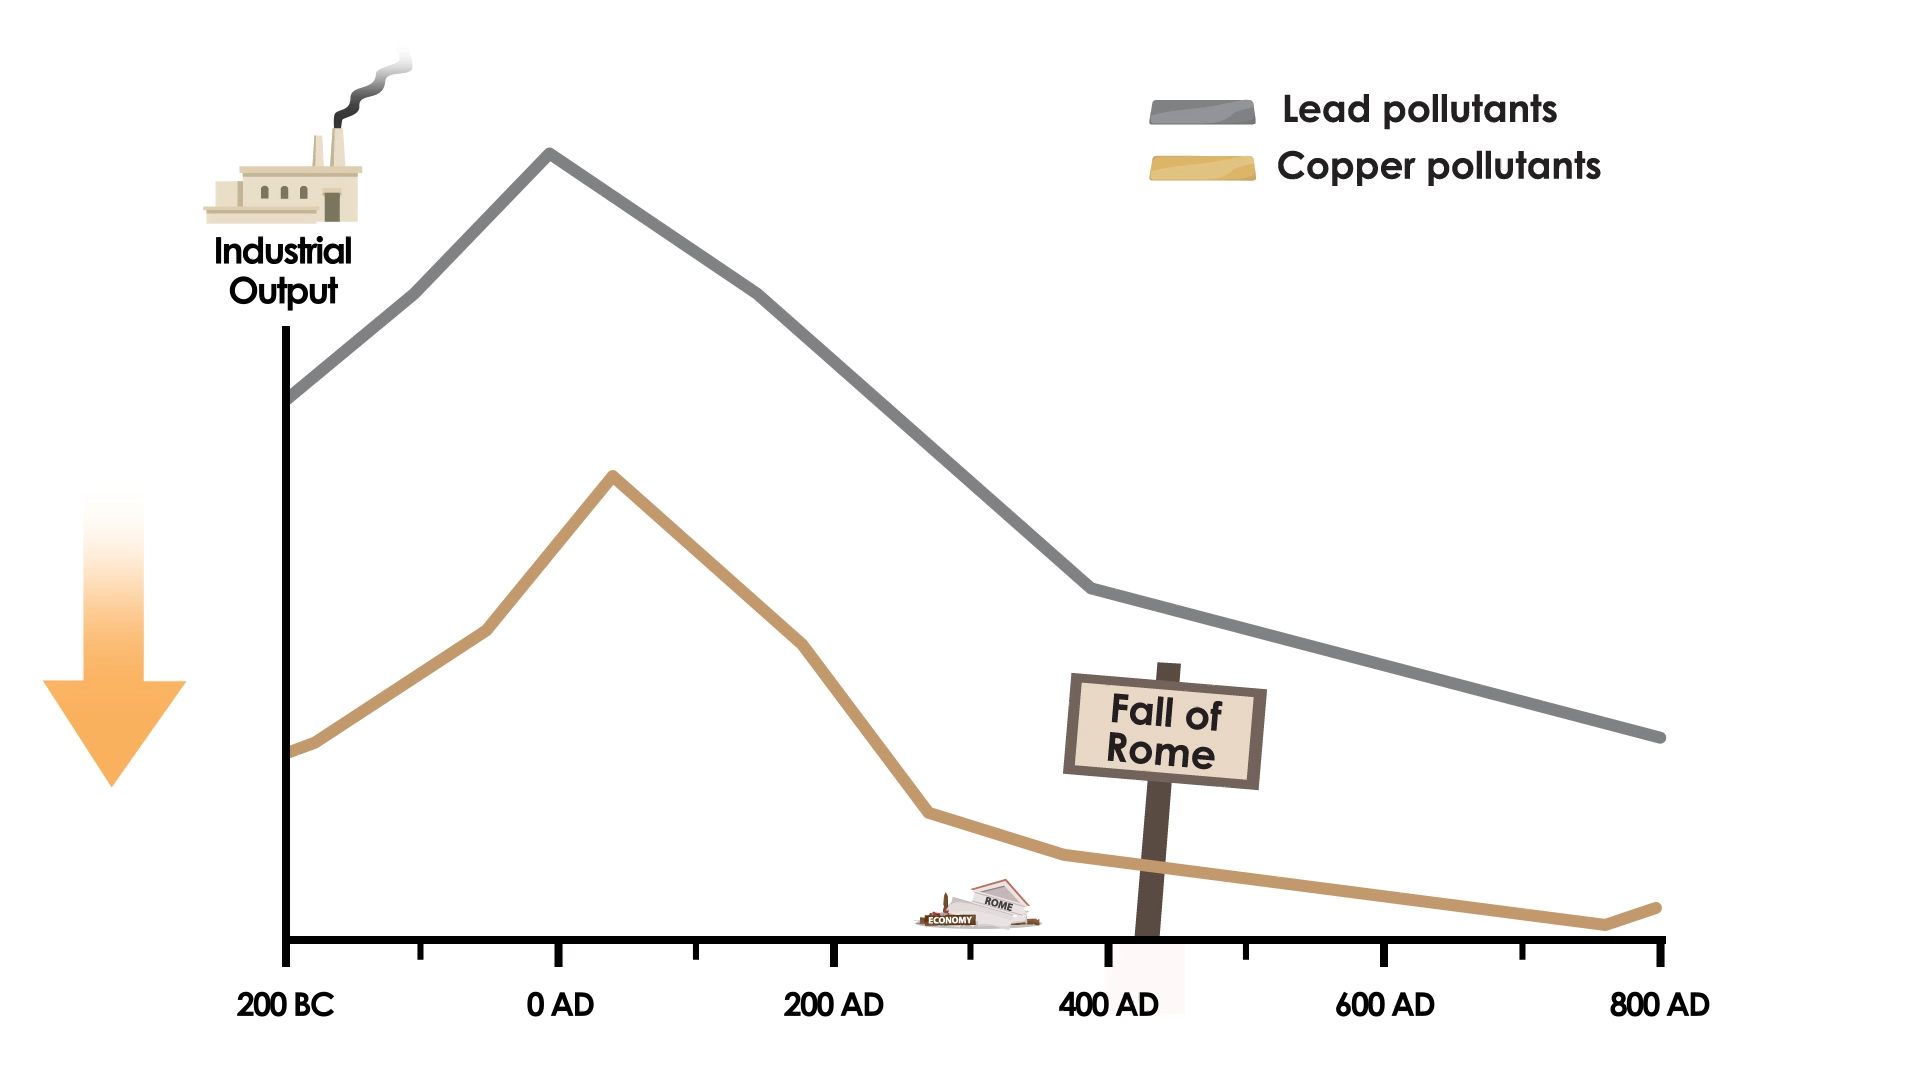 Lead pollutants
Copper pollutants
Industrial
Output
Fall of
Rome
ROME
ECONOMY
200 BC
0 AD
200 AD
400 AD
600 AD
800 AD